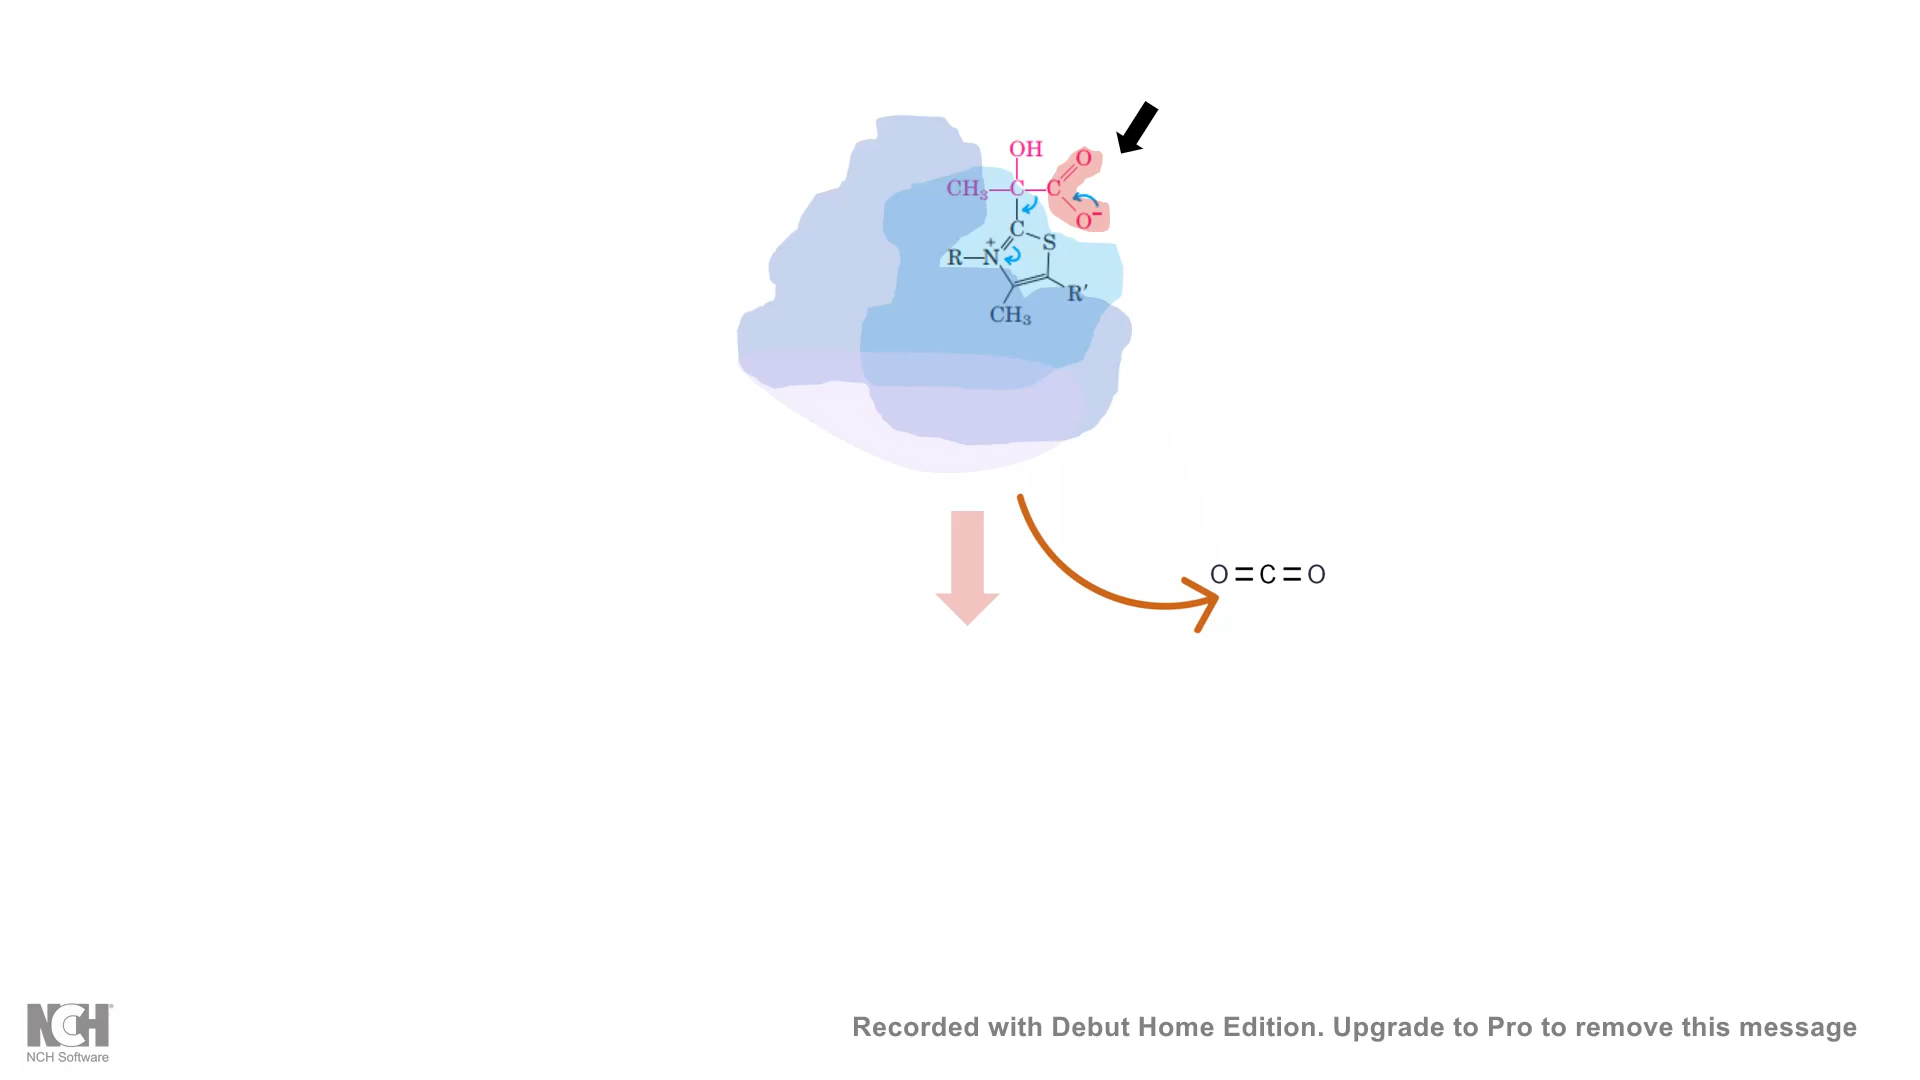 OH
O
CH₃—C—C
O⁻
C
S
+
R—N
R′
CH₃
O=C=O
NCH®
NCH Software
Recorded with Debut Home Edition. Upgrade to Pro to remove this message